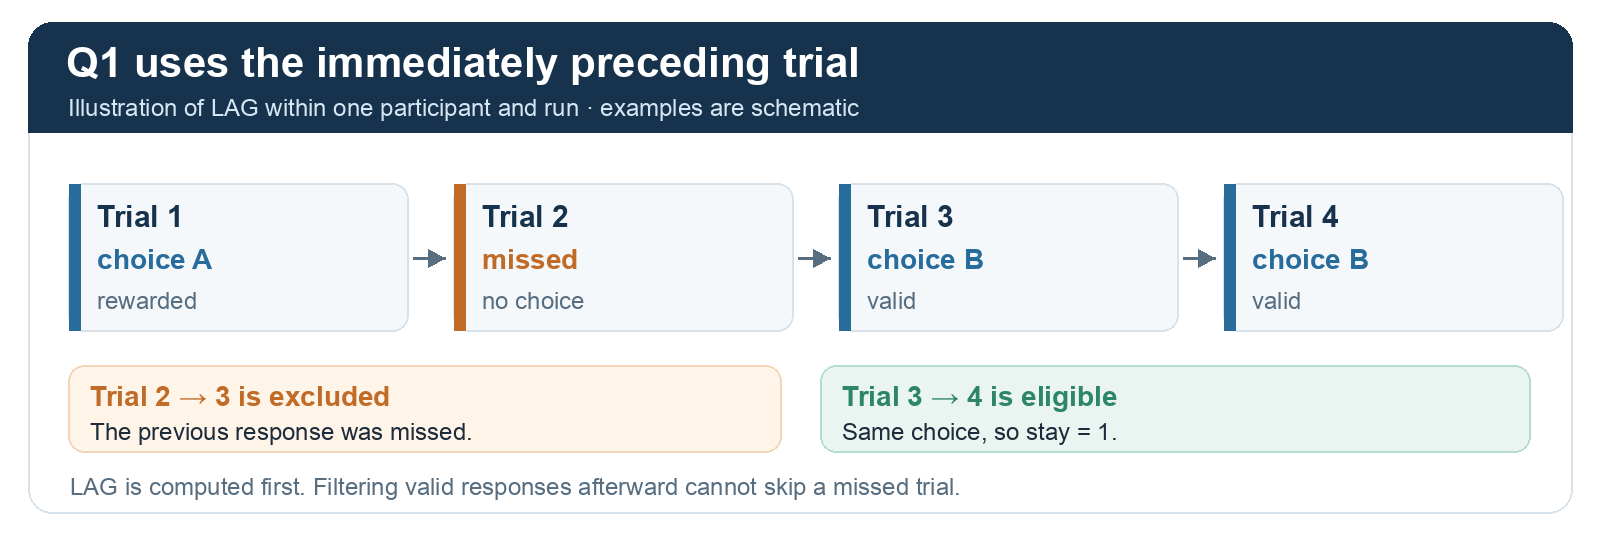 Q1 uses the immediately preceding trial
Illustration of LAG within one participant and run · examples are schematic
Trial 1
choice A
rewarded
Trial 2
missed
no choice
Trial 3
choice B
valid
Trial 4
choice B
valid
Trial 2 → 3 is excluded
The previous response was missed.
Trial 3 → 4 is eligible
Same choice, so stay = 1.
LAG is computed first. Filtering valid responses afterward cannot skip a missed trial.